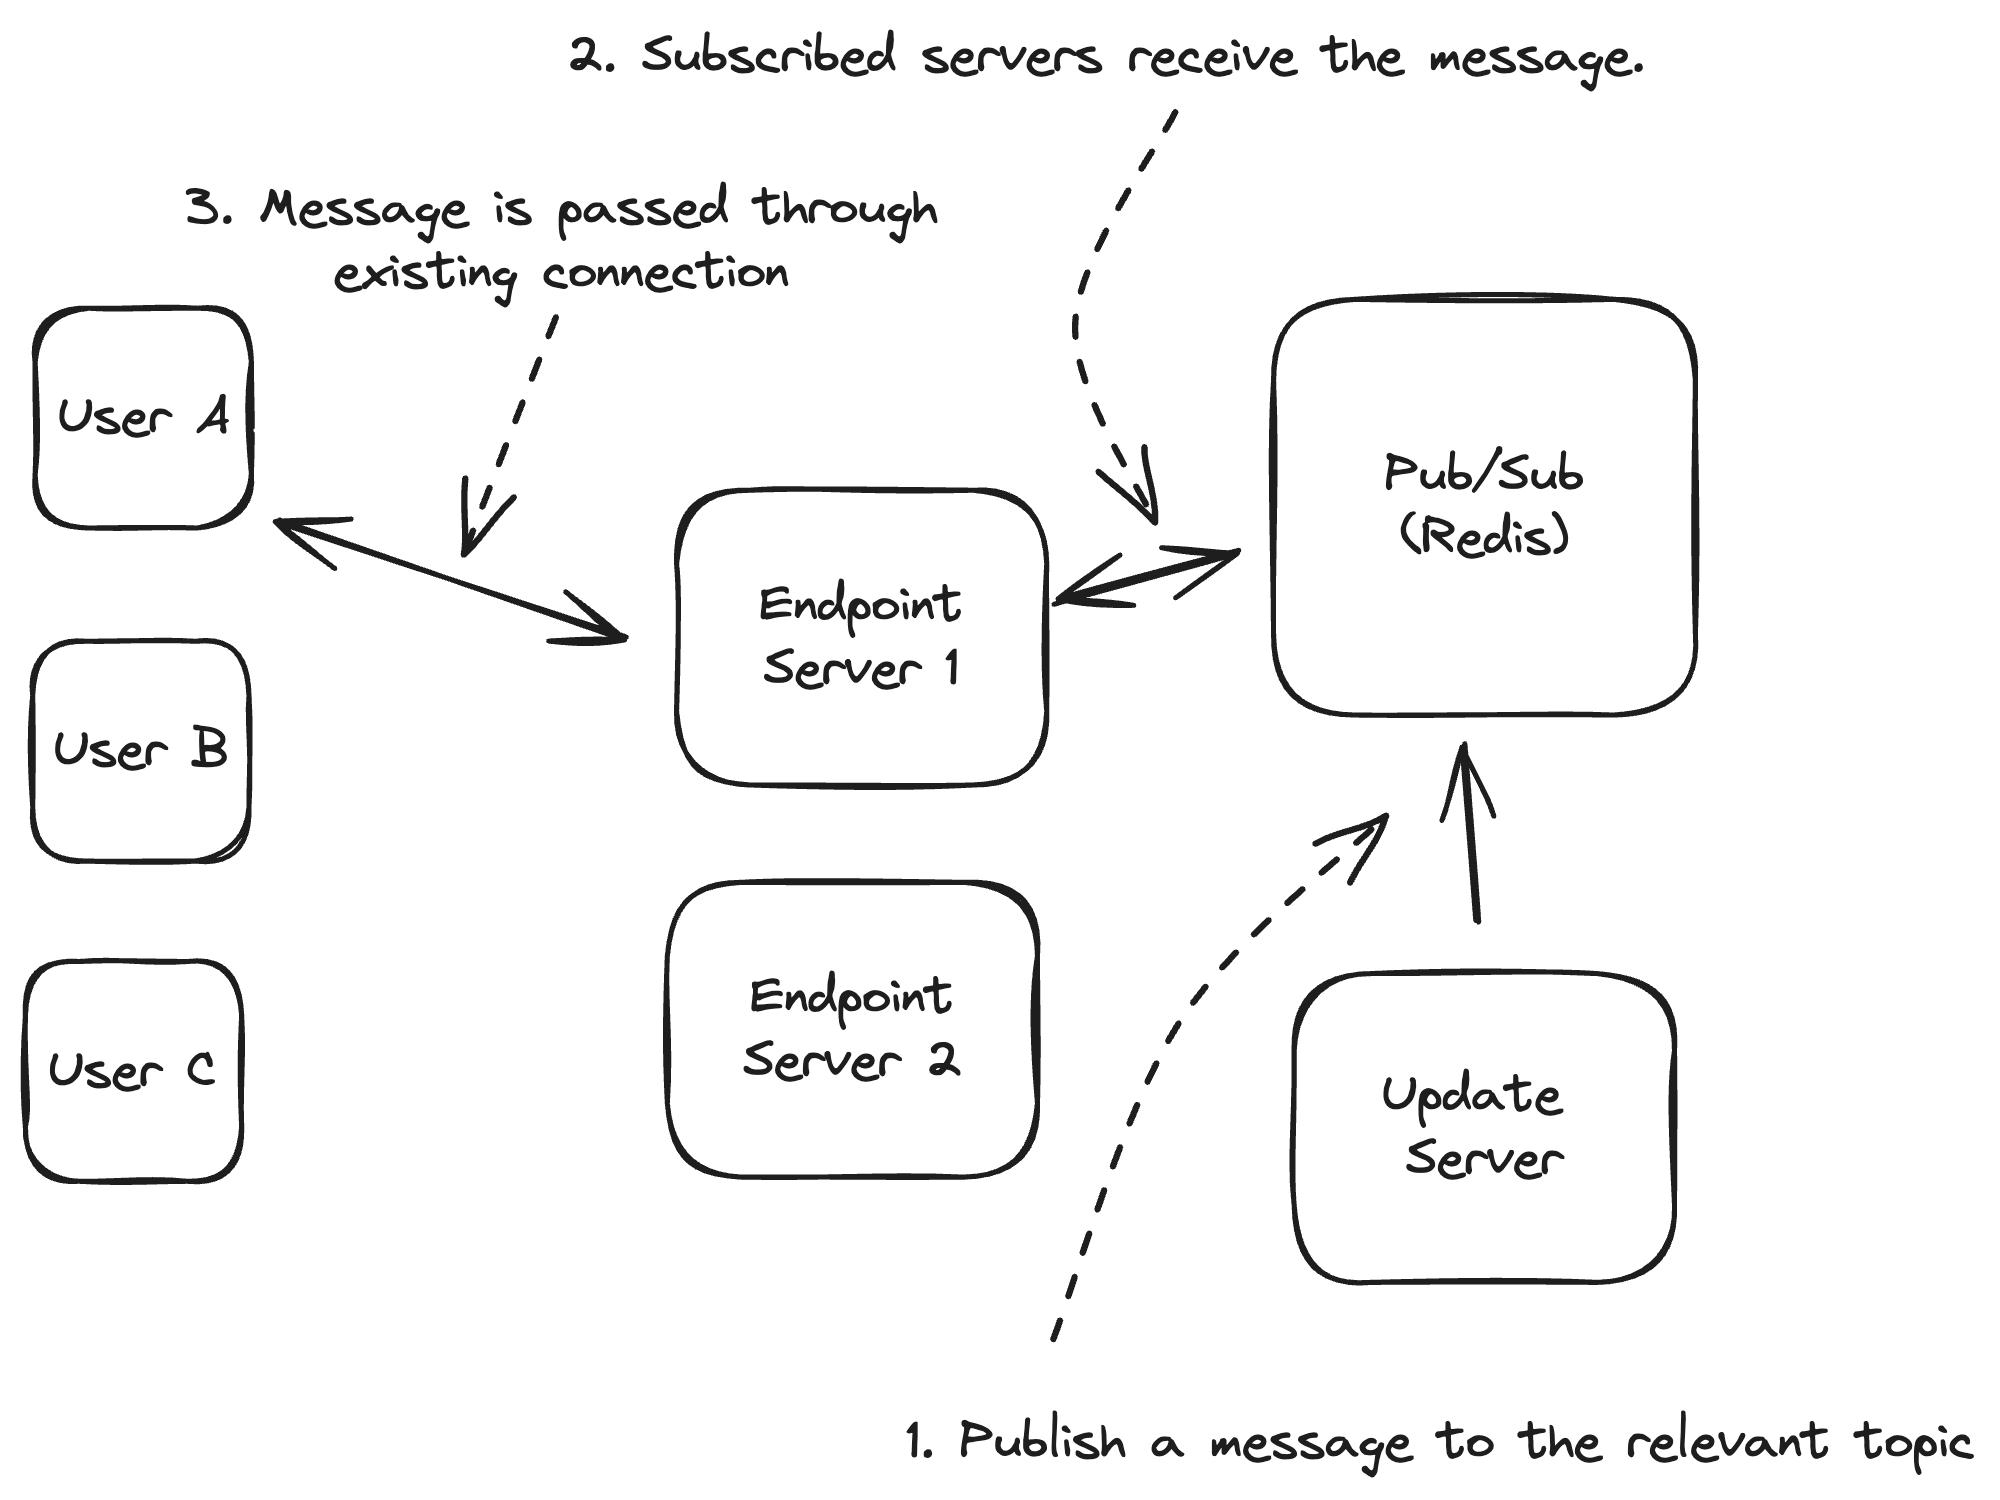 2. Subscribed servers receive the message.
3. Message is passed through
existing connection
User A
Pub/Sub
(Redis)
Endpoint
Server 1
User B
Endpoint
Server 2
User C
Update
Server
1. Publish a message to the relevant topic